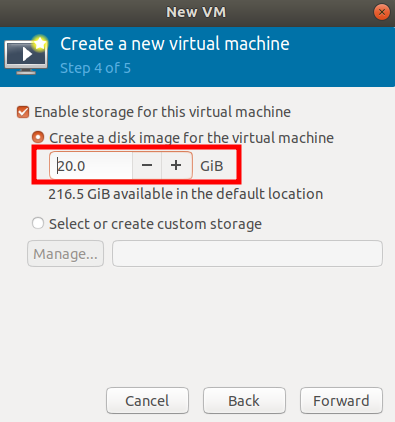 New VM
Create a new virtual machine
Step 4 of 5
Enable storage for this virtual machine
Create a disk image for the virtual machine
20.0 − + GiB
216.5 GiB available in the default location
Select or create custom storage
Manage...
Cancel Back Forward